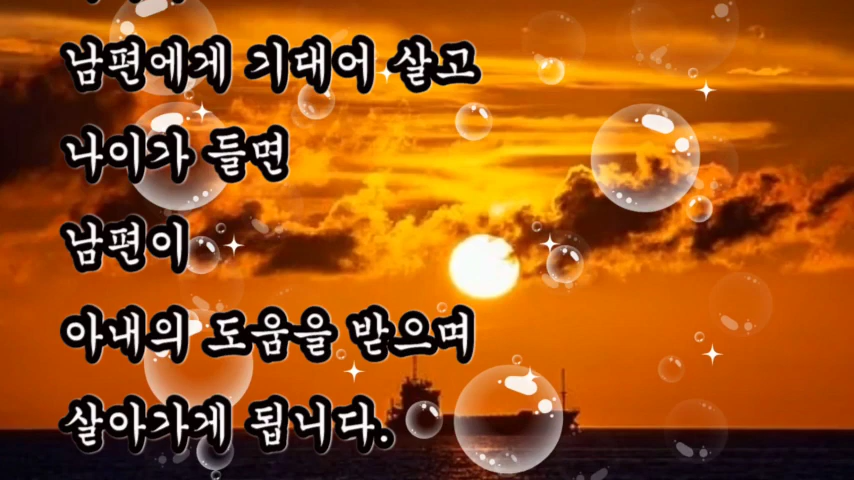 남편에게 기대어 살고
나이가 들면
남편이
아내의 도움을 받으며
살아가게 됩니다.